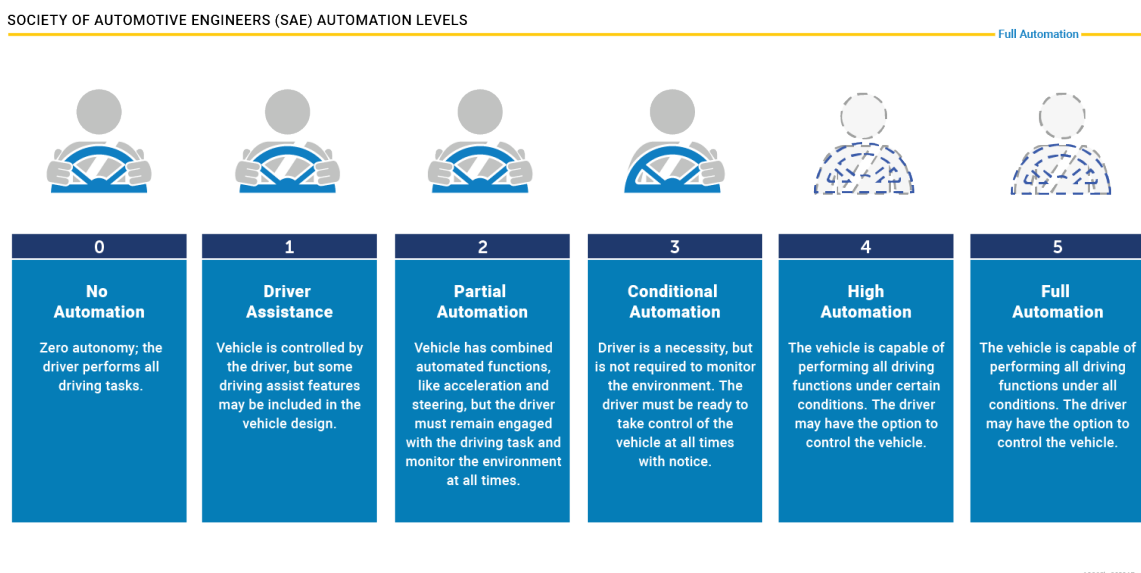 SOCIETY OF AUTOMOTIVE ENGINEERS (SAE) AUTOMATION LEVELS
Full Automation
0
No
Automation
Zero autonomy; the
driver performs all
driving tasks.
1
Driver
Assistance
Vehicle is controlled by
the driver, but some
driving assist features
may be included in the
vehicle design.
2
Partial
Automation
Vehicle has combined
automated functions,
like acceleration and
steering, but the driver
must remain engaged
with the driving task and
monitor the environment
at all times.
3
Conditional
Automation
Driver is a necessity, but
is not required to monitor
the environment. The
driver must be ready to
take control of the
vehicle at all times
with notice.
4
High
Automation
The vehicle is capable of
performing all driving
functions under certain
conditions. The driver
may have the option to
control the vehicle.
5
Full
Automation
The vehicle is capable of
performing all driving
functions under all
conditions. The driver
may have the option to
control the vehicle.